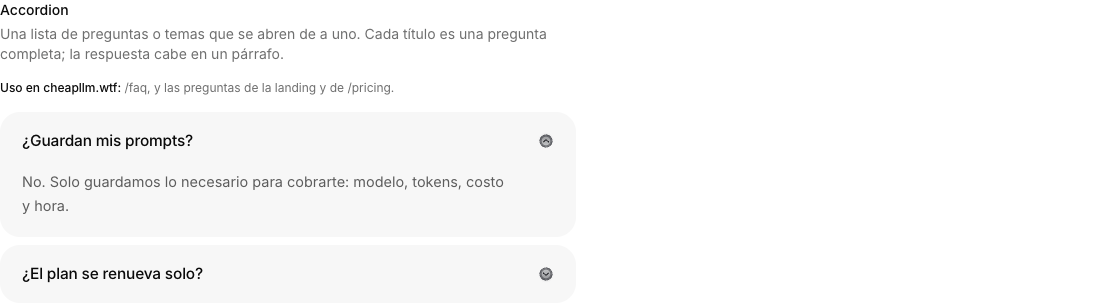 Accordion
Una lista de preguntas o temas que se abren de a uno. Cada título es una pregunta
completa; la respuesta cabe en un párrafo.
Uso en cheapllm.wtf: /faq, y las preguntas de la landing y de /pricing.
¿Guardan mis prompts?
No. Solo guardamos lo necesario para cobrarte: modelo, tokens, costo
y hora.
¿El plan se renueva solo?